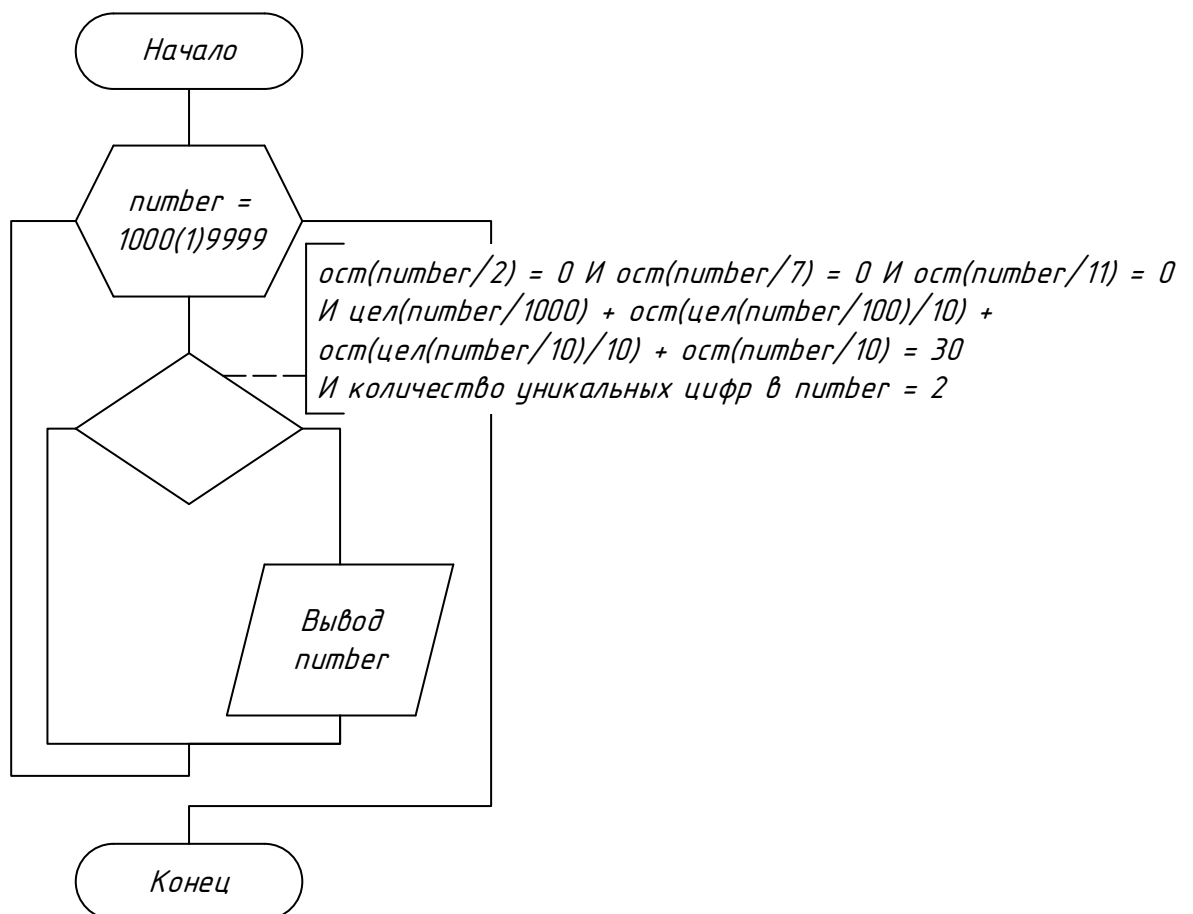 Начало
number =
1000(1)9999
ост(number/2) = 0 И ост(number/7) = 0 И ост(number/11) = 0
И цел(number/1000) + ост(цел(number/100)/10) +
ост(цел(number/10)/10) + ост(number/10) = 30
И количество уникальных цифр в number = 2
Вывод
number
Конец